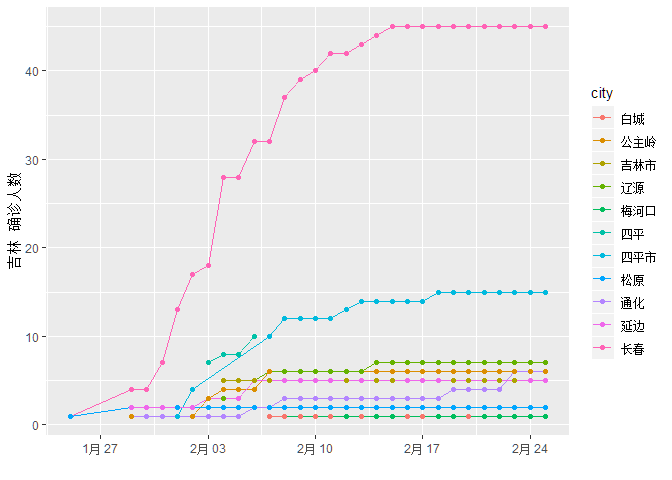 吉林 确诊人数
40
30
20
10
0
1月 27
2月 03
2月 10
2月 17
2月 24
city
白城
公主岭
吉林市
辽源
梅河口
四平
四平市
松原
通化
延边
长春